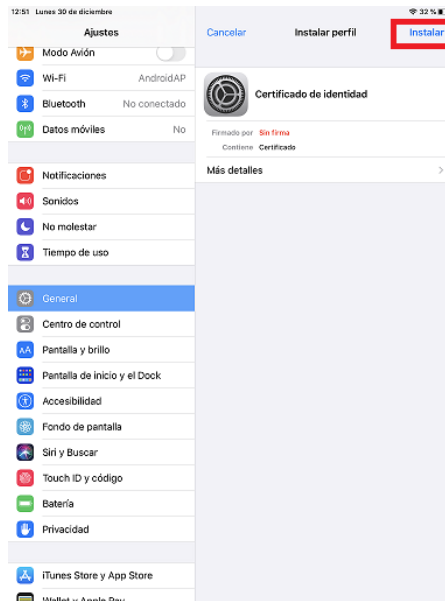 12:51 Lunes 30 de diciembre
32 %
Ajustes
Cancelar
Instalar perfil
Instalar
Modo Avión
Wi-Fi
AndroidAP
Bluetooth
No conectado
Datos móviles
No
Notificaciones
Sonidos
No molestar
Tiempo de uso
General
Centro de control
Pantalla y brillo
Pantalla de inicio y el Dock
Accesibilidad
Fondo de pantalla
Siri y Buscar
Touch ID y código
Batería
Privacidad
iTunes Store y App Store
Wallet y Apple Pay
Certificado de identidad
Firmado por Sin firma
Contiene Certificado
Más detalles